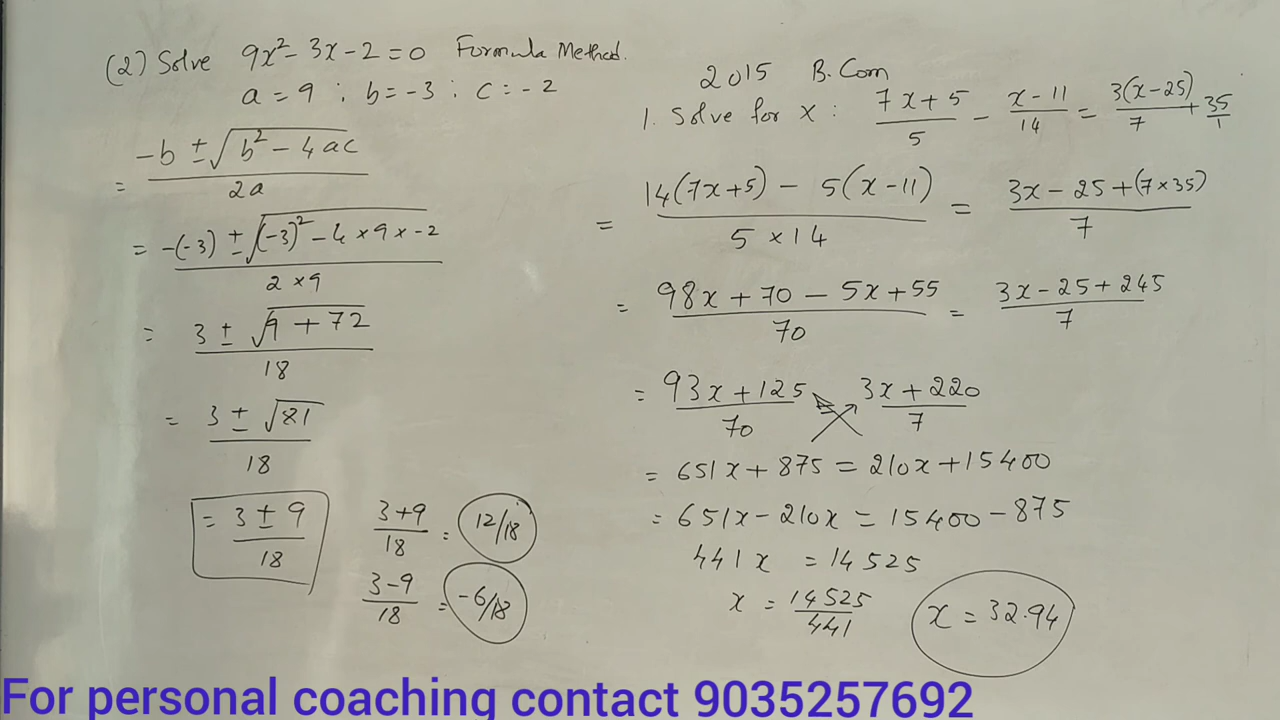 (2) Solve 9x² - 3x - 2 = 0 Formula Method.
a = 9 ; b = -3 ; c = -2
= (-b ± √(b² - 4ac)) / 2a
= (-(-3) ± √((-3)² - 4 × 9 × -2)) / (2 × 9)
= (3 ± √(9 + 72)) / 18
= (3 ± √81) / 18
= (3 ± 9) / 18
(3+9) / 18 = 12/18
(3-9) / 18 = -6/18
2015 B.Com
1. Solve for x : (7x+5)/5 - (x-11)/14 = 3(x-25)/7 + 35/1
= (14(7x+5) - 5(x-11)) / (5 × 14) = (3x - 25 + (7×35)) / 7
= (98x + 70 - 5x + 55) / 70 = (3x - 25 + 245) / 7
= (93x + 125) / 70 (3x + 220) / 7
= 651x + 875 = 210x + 15400
= 651x - 210x = 15400 - 875
441x = 14525
x = 14525 / 441
x = 32.94
For personal coaching contact 9035257692